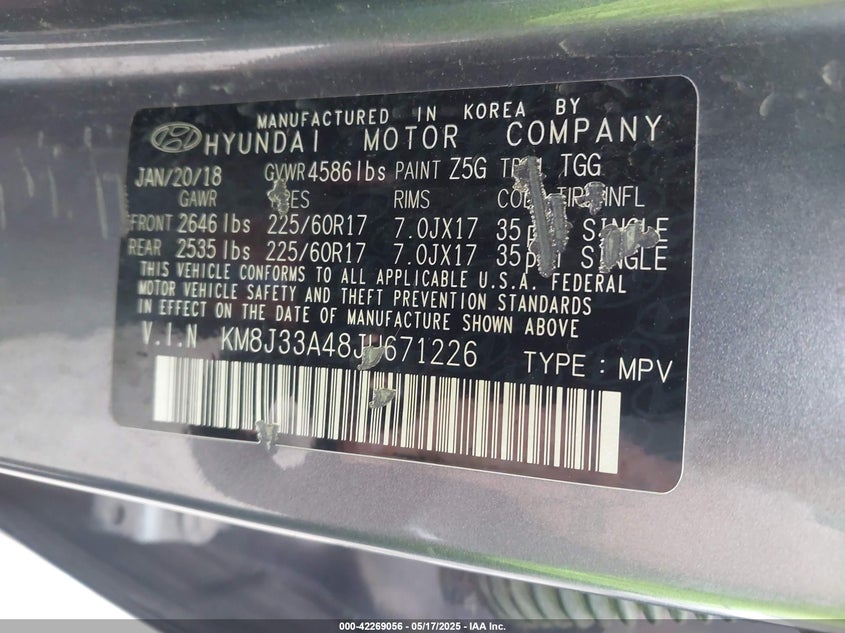 MANUFACTURED IN KOREA BY
HYUNDAI MOTOR COMPANY
JAN/20/18 GVWR 4586 lbs PAINT Z5G TGG
GAWR RIMS INFL
FRONT 2646 lbs 225/60R17 7.0JX17 35 SINGLE
REAR 2535 lbs 225/60R17 7.0JX17 35 SINGLE
THIS VEHICLE CONFORMS TO ALL APPLICABLE U.S.A. FEDERAL
MOTOR VEHICLE SAFETY AND THEFT PREVENTION STANDARDS
IN EFFECT ON THE DATE OF MANUFACTURE SHOWN ABOVE
V.I.N KM8J33A48JU671226 TYPE : MPV
000-42269056 — 05/17/2025 — IAA Inc.